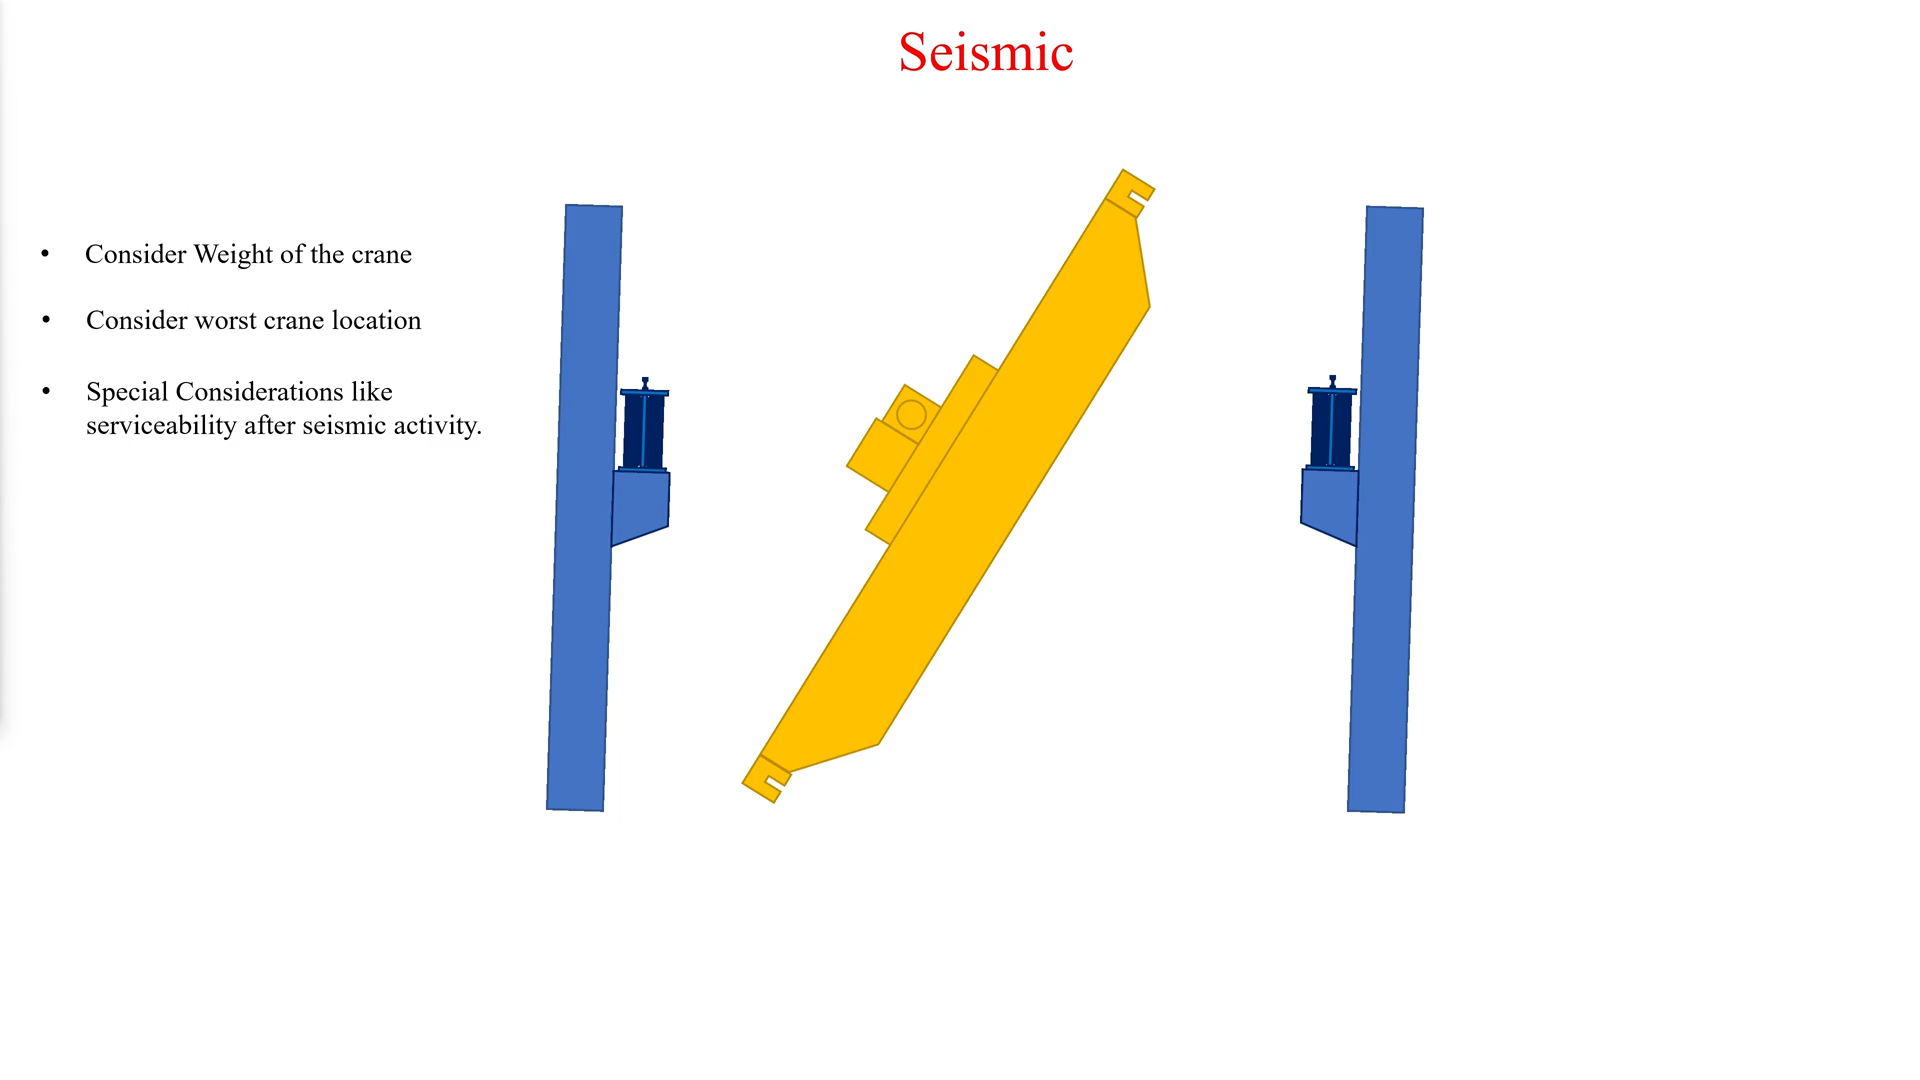 Seismic
• Consider Weight of the crane
• Consider worst crane location
• Special Considerations like
serviceability after seismic activity.